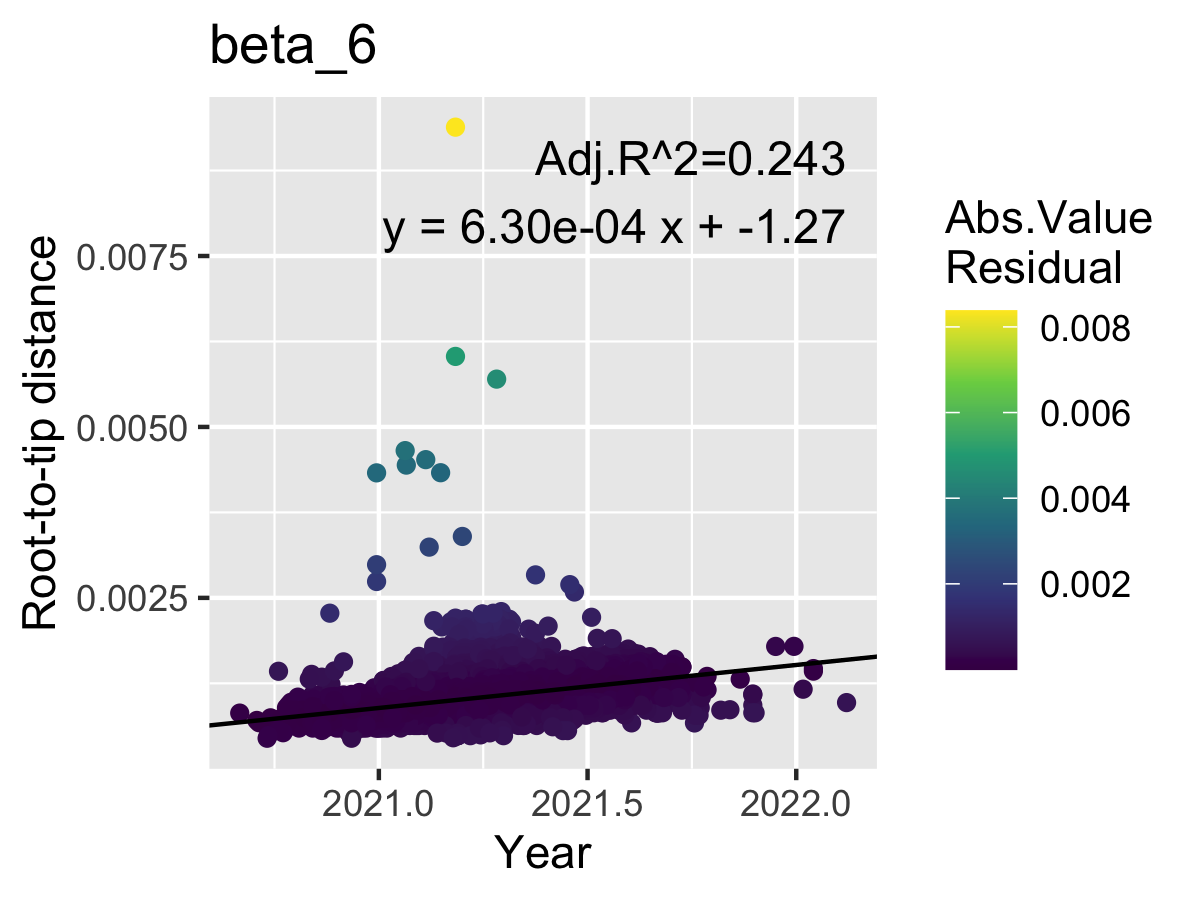 beta_6
Adj.R^2=0.243
y = 6.30e-04 x + -1.27
Root-to-tip distance
0.0075
0.0050
0.0025
2021.0
2021.5
2022.0
Year
Abs.Value
Residual
0.008
0.006
0.004
0.002